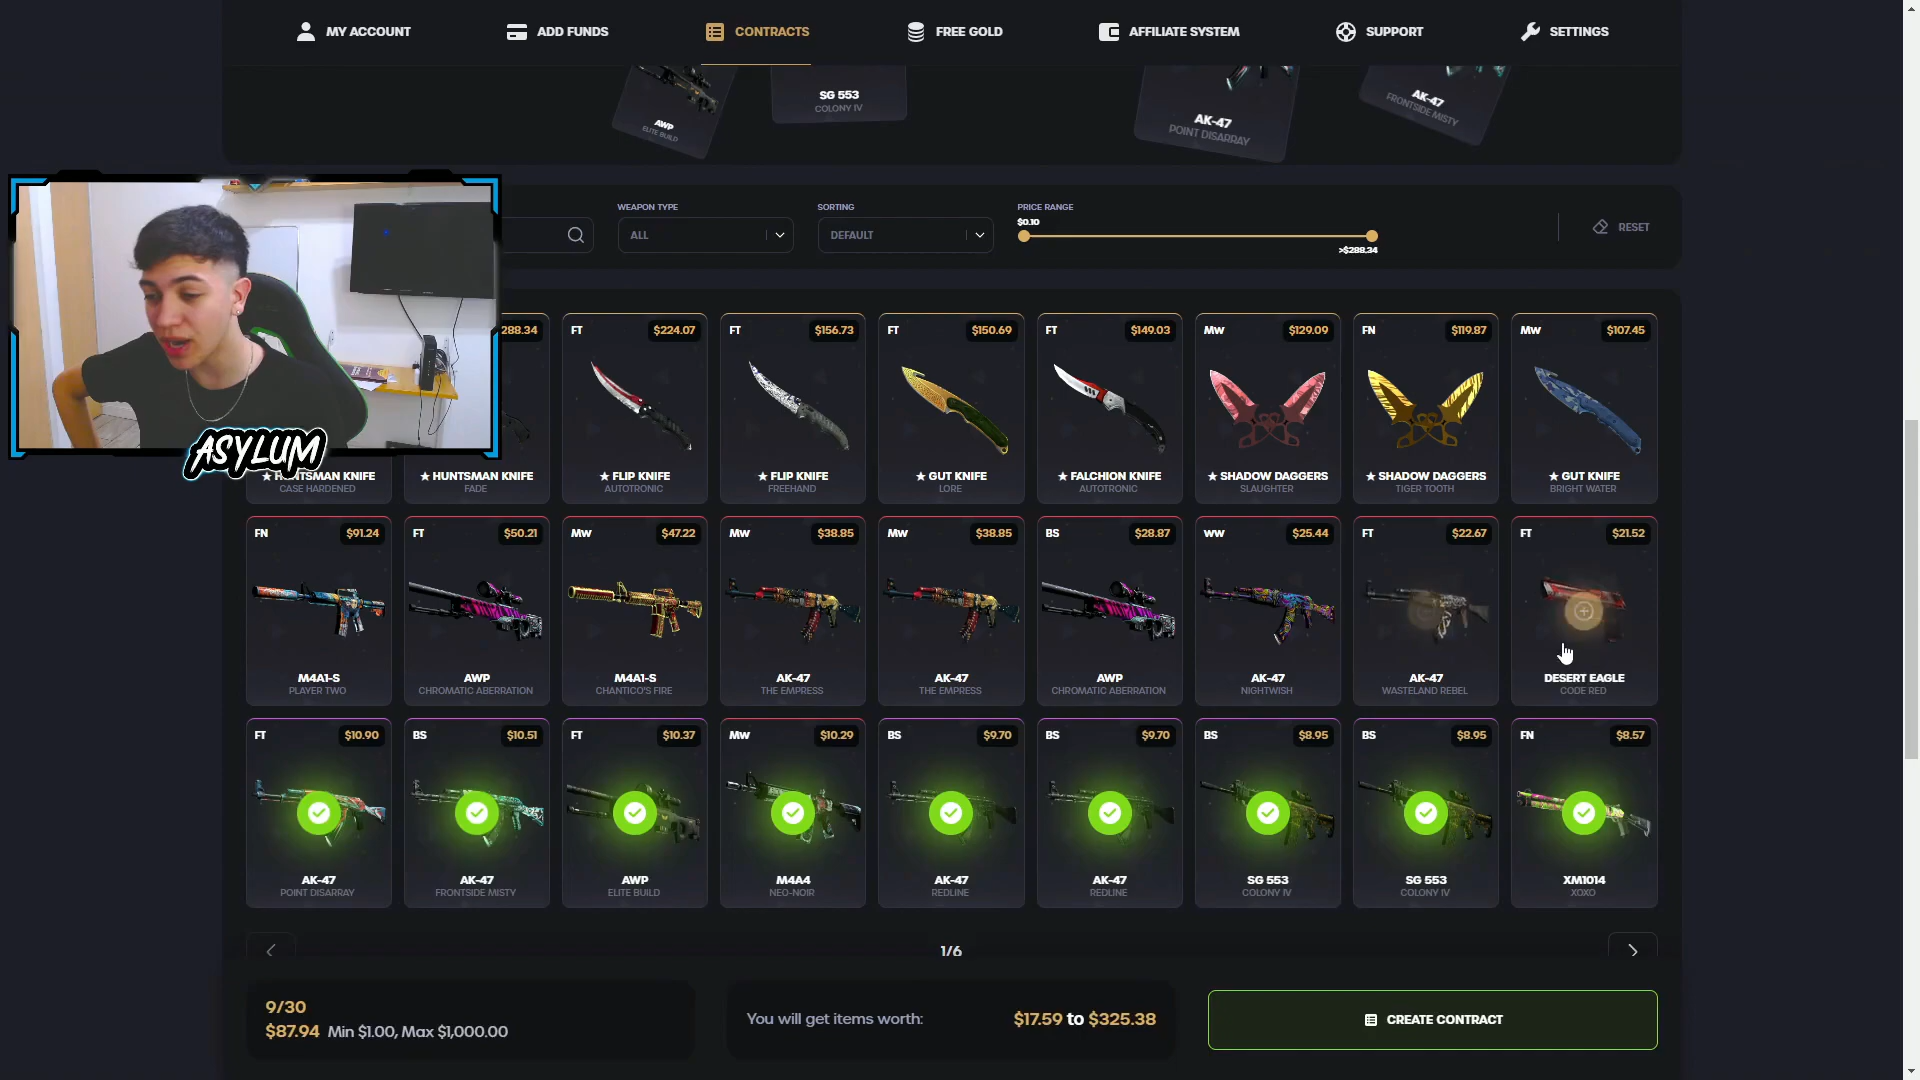 MY ACCOUNT
ADD FUNDS
CONTRACTS
FREE GOLD
AFFILIATE SYSTEM
SUPPORT
SETTINGS
AWP
ELITE BUILD
SG 553
COLONY IV
AK-47
POINT DISARRAY
AK-47
FRONTSIDE MISTY
WEAPON TYPE
ALL
SORTING
DEFAULT
PRICE RANGE
$0.10
>$288.34
RESET
ASYLUM
288.34
FT $224.07
FT $156.73
FT $150.69
FT $149.03
MW $129.09
FN $119.87
MW $107.45
★ HUNTSMAN KNIFE
CASE HARDENED
★ HUNTSMAN KNIFE
FADE
★ FLIP KNIFE
AUTOTRONIC
★ FLIP KNIFE
FREEHAND
★ GUT KNIFE
LORE
★ FALCHION KNIFE
AUTOTRONIC
★ SHADOW DAGGERS
SLAUGHTER
★ SHADOW DAGGERS
TIGER TOOTH
★ GUT KNIFE
BRIGHT WATER
FN $91.24
FT $50.21
MW $47.22
MW $38.85
MW $38.85
BS $28.87
WW $25.44
FT $22.67
FT $21.52
M4A1-S
PLAYER TWO
AWP
CHROMATIC ABERRATION
M4A1-S
CHANTICO'S FIRE
AK-47
THE EMPRESS
AK-47
THE EMPRESS
AWP
CHROMATIC ABERRATION
AK-47
NIGHTWISH
AK-47
WASTELAND REBEL
DESERT EAGLE
CODE RED
FT $10.90
BS $10.51
FT $10.37
MW $10.29
BS $9.70
BS $9.70
BS $8.95
BS $8.95
FN $8.57
AK-47
POINT DISARRAY
AK-47
FRONTSIDE MISTY
AWP
ELITE BUILD
M4A4
NEO-NOIR
AK-47
REDLINE
AK-47
REDLINE
SG 553
COLONY IV
SG 553
COLONY IV
XM1014
XOXO
1/6
9/30
$87.94 Min $1.00, Max $1,000.00
You will get items worth: $17.59 to $325.38
CREATE CONTRACT